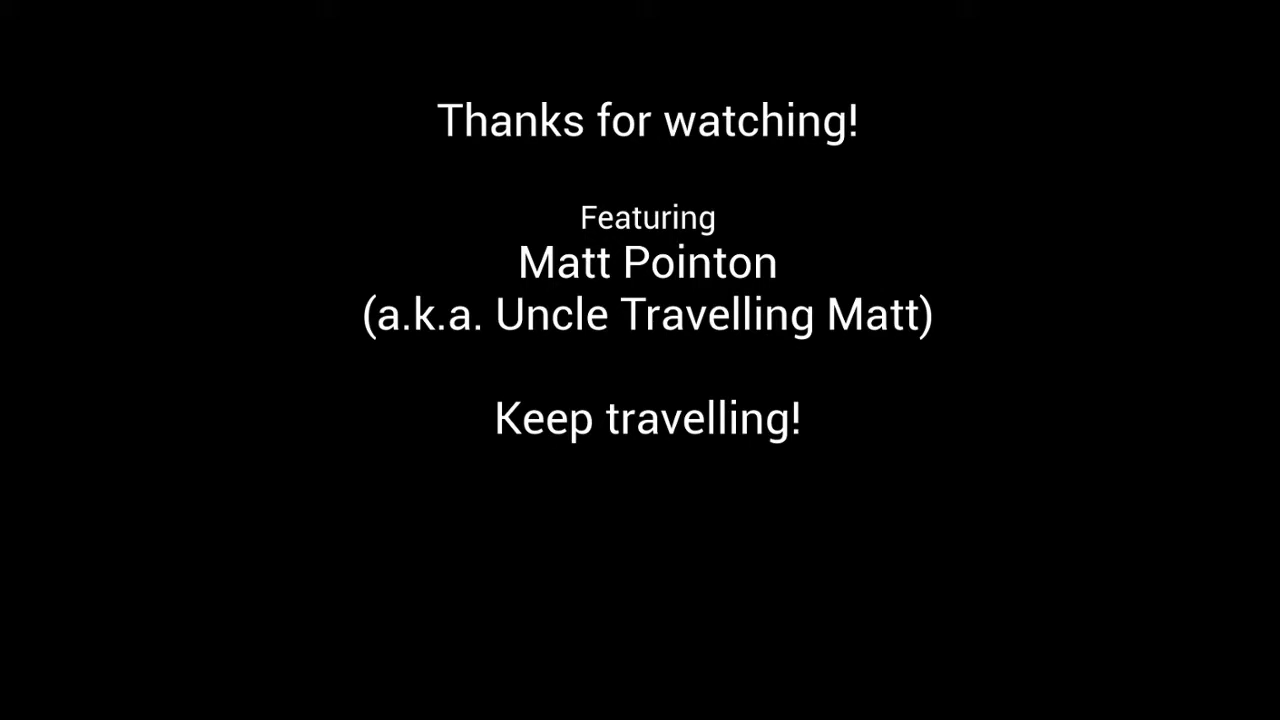 Thanks for watching!
Featuring
Matt Pointon
(a.k.a. Uncle Travelling Matt)
Keep travelling!